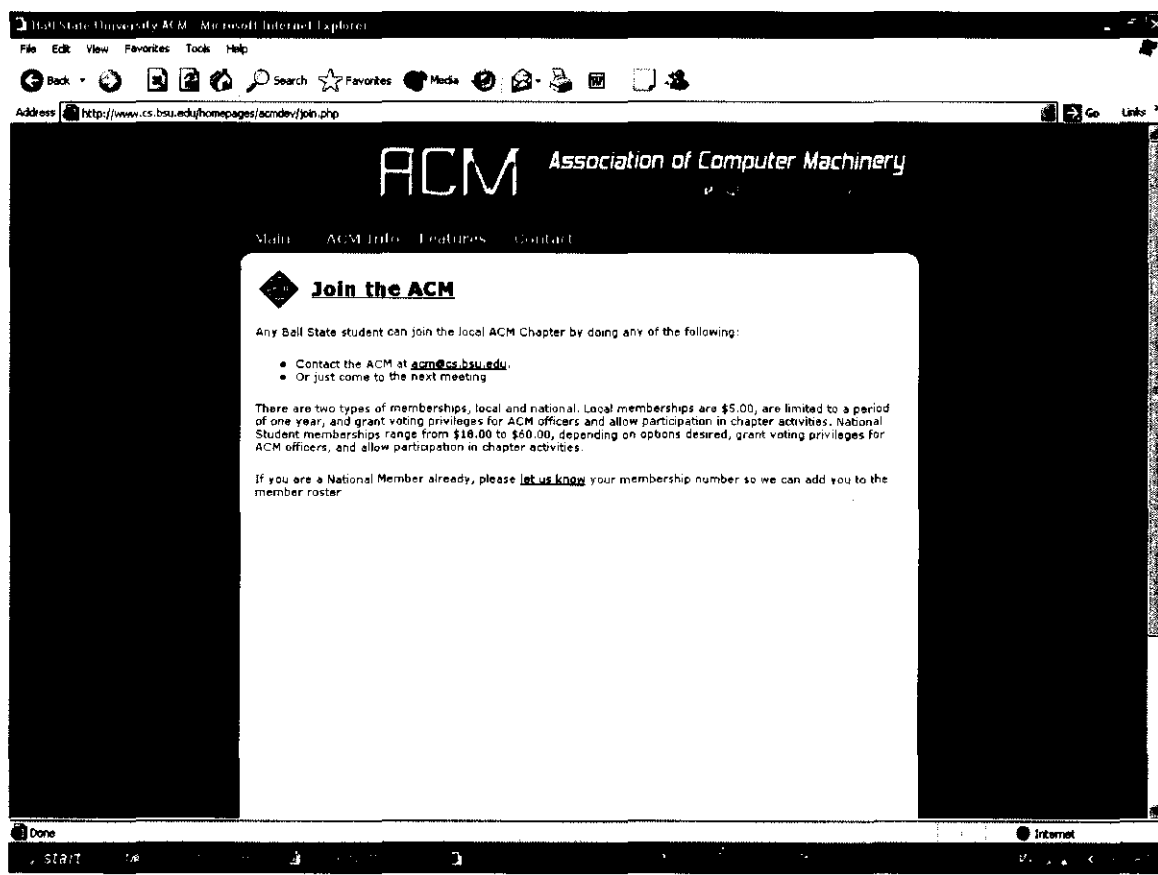 Ball State University ACM - Microsoft Internet Explorer
File Edit View Favorites Tools Help
Back Search Favorites Media
Address http://www.cs.bsu.edu/homepages/acmdev/join.php Go Links
ACM Association of Computer Machinery
Main ACM Info Features Contact
Join the ACM
Any Ball State student can join the local ACM Chapter by doing any of the following:
• Contact the ACM at acm@cs.bsu.edu.
• Or just come to the next meeting
There are two types of memberships, local and national. Local memberships are $5.00, are limited to a period
of one year, and grant voting privileges for ACM officers and allow participation in chapter activities. National
Student memberships range from $18.00 to $60.00, depending on options desired, grant voting privileges for
ACM officers, and allow participation in chapter activities.
If you are a National Member already, please let us know your membership number so we can add you to the
member roster
Done Internet
start